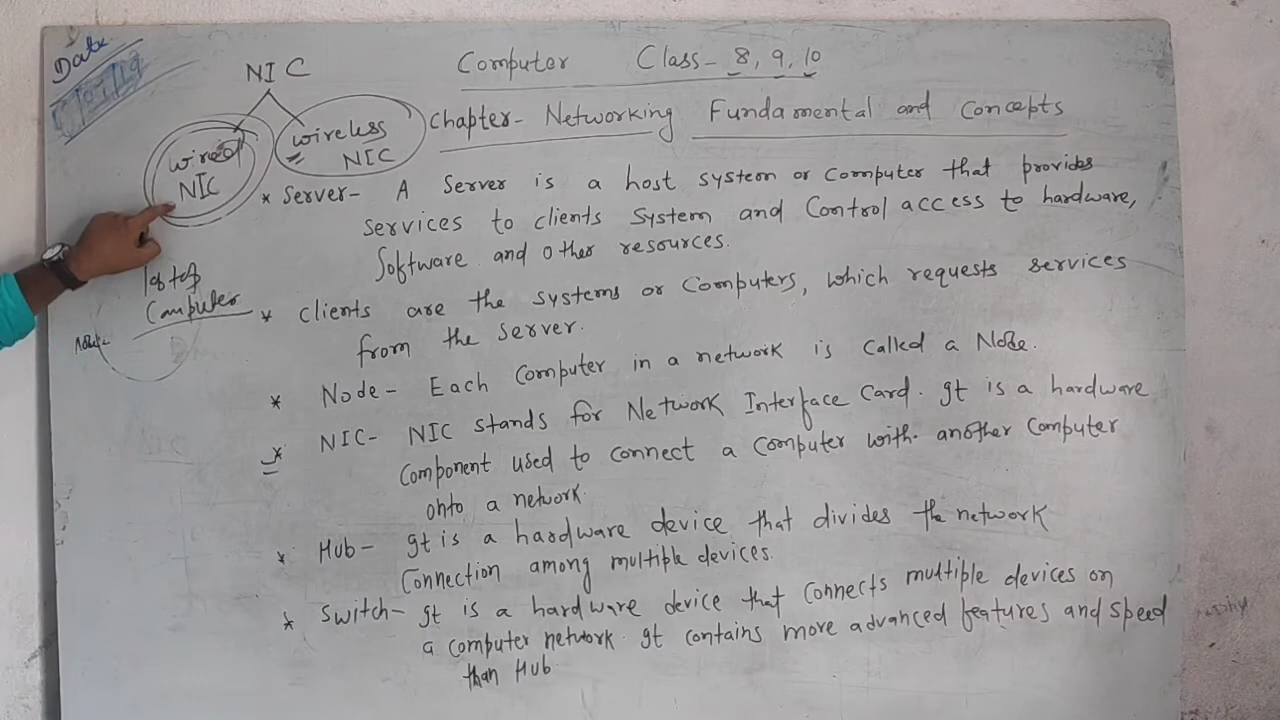 Date
NIC
Computer Class- 8, 9, 10
wired NIC
wireless NIC
Chapter- Networking Fundamental and Concepts
* Server- A Server is a host system or computer that provides
services to clients System and Control access to hardware,
Software and other resources.
laptop
Computer
* Clients are the systems or Computers, which requests services
from the server.
* Node- Each Computer in a network is called a Node.
* NIC- NIC stands for Network Interface Card. It is a hardware
component used to connect a computer with another computer
onto a network.
* Hub- It is a hardware device that divides the network
Connection among multiple devices.
* Switch- It is a hardware device that connects multiple devices on
a computer network. It contains more advanced features and speed
than Hub